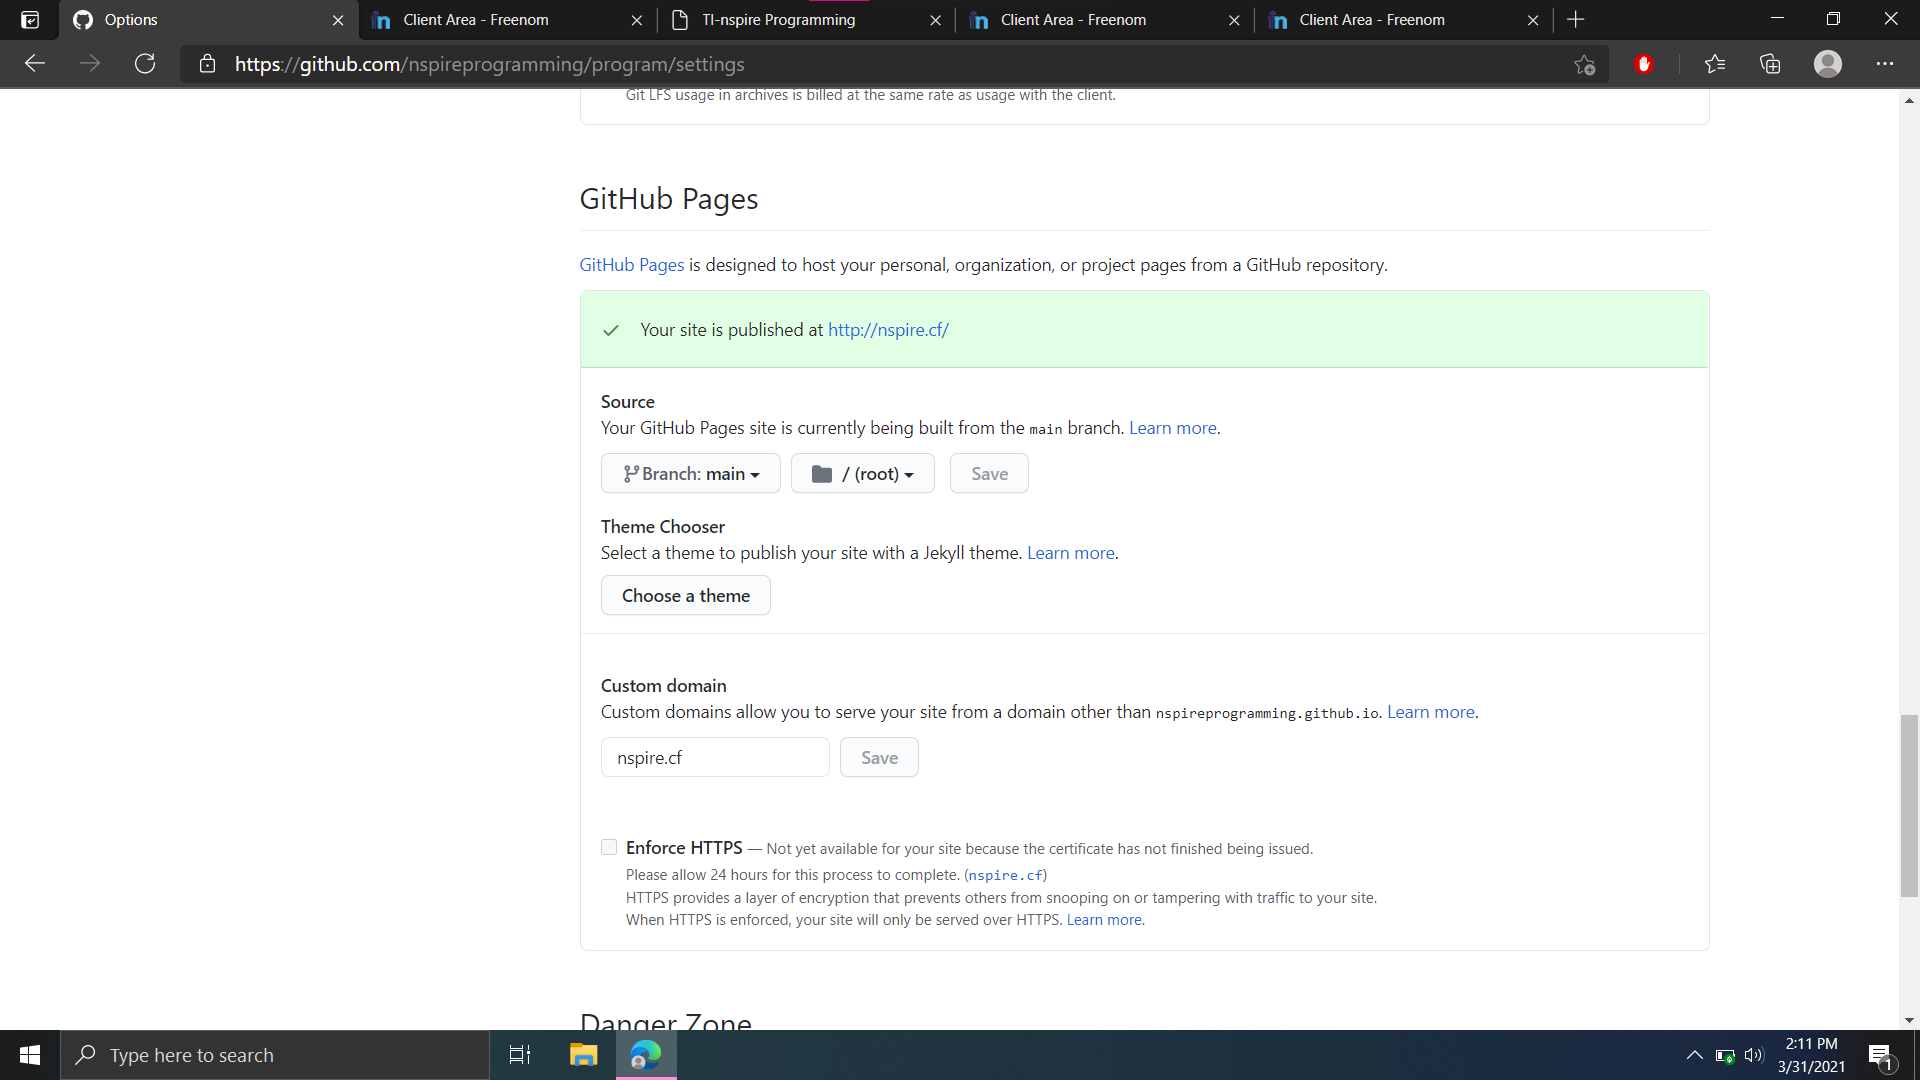 Options
Client Area - Freenom
TI-nspire Programming
Client Area - Freenom
Client Area - Freenom
https://github.com/nspireprogramming/program/settings
Git LFS usage in archives is billed at the same rate as usage with the client.
GitHub Pages
GitHub Pages is designed to host your personal, organization, or project pages from a GitHub repository.
Your site is published at http://nspire.cf/
Source
Your GitHub Pages site is currently being built from the main branch. Learn more.
Branch: main
/ (root)
Save
Theme Chooser
Select a theme to publish your site with a Jekyll theme. Learn more.
Choose a theme
Custom domain
Custom domains allow you to serve your site from a domain other than nspireprogramming.github.io. Learn more.
nspire.cf
Save
Enforce HTTPS — Not yet available for your site because the certificate has not finished being issued.
Please allow 24 hours for this process to complete. (nspire.cf)
HTTPS provides a layer of encryption that prevents others from snooping on or tampering with traffic to your site.
When HTTPS is enforced, your site will only be served over HTTPS. Learn more.
Danger Zone
Type here to search
2:11 PM
3/31/2021
1